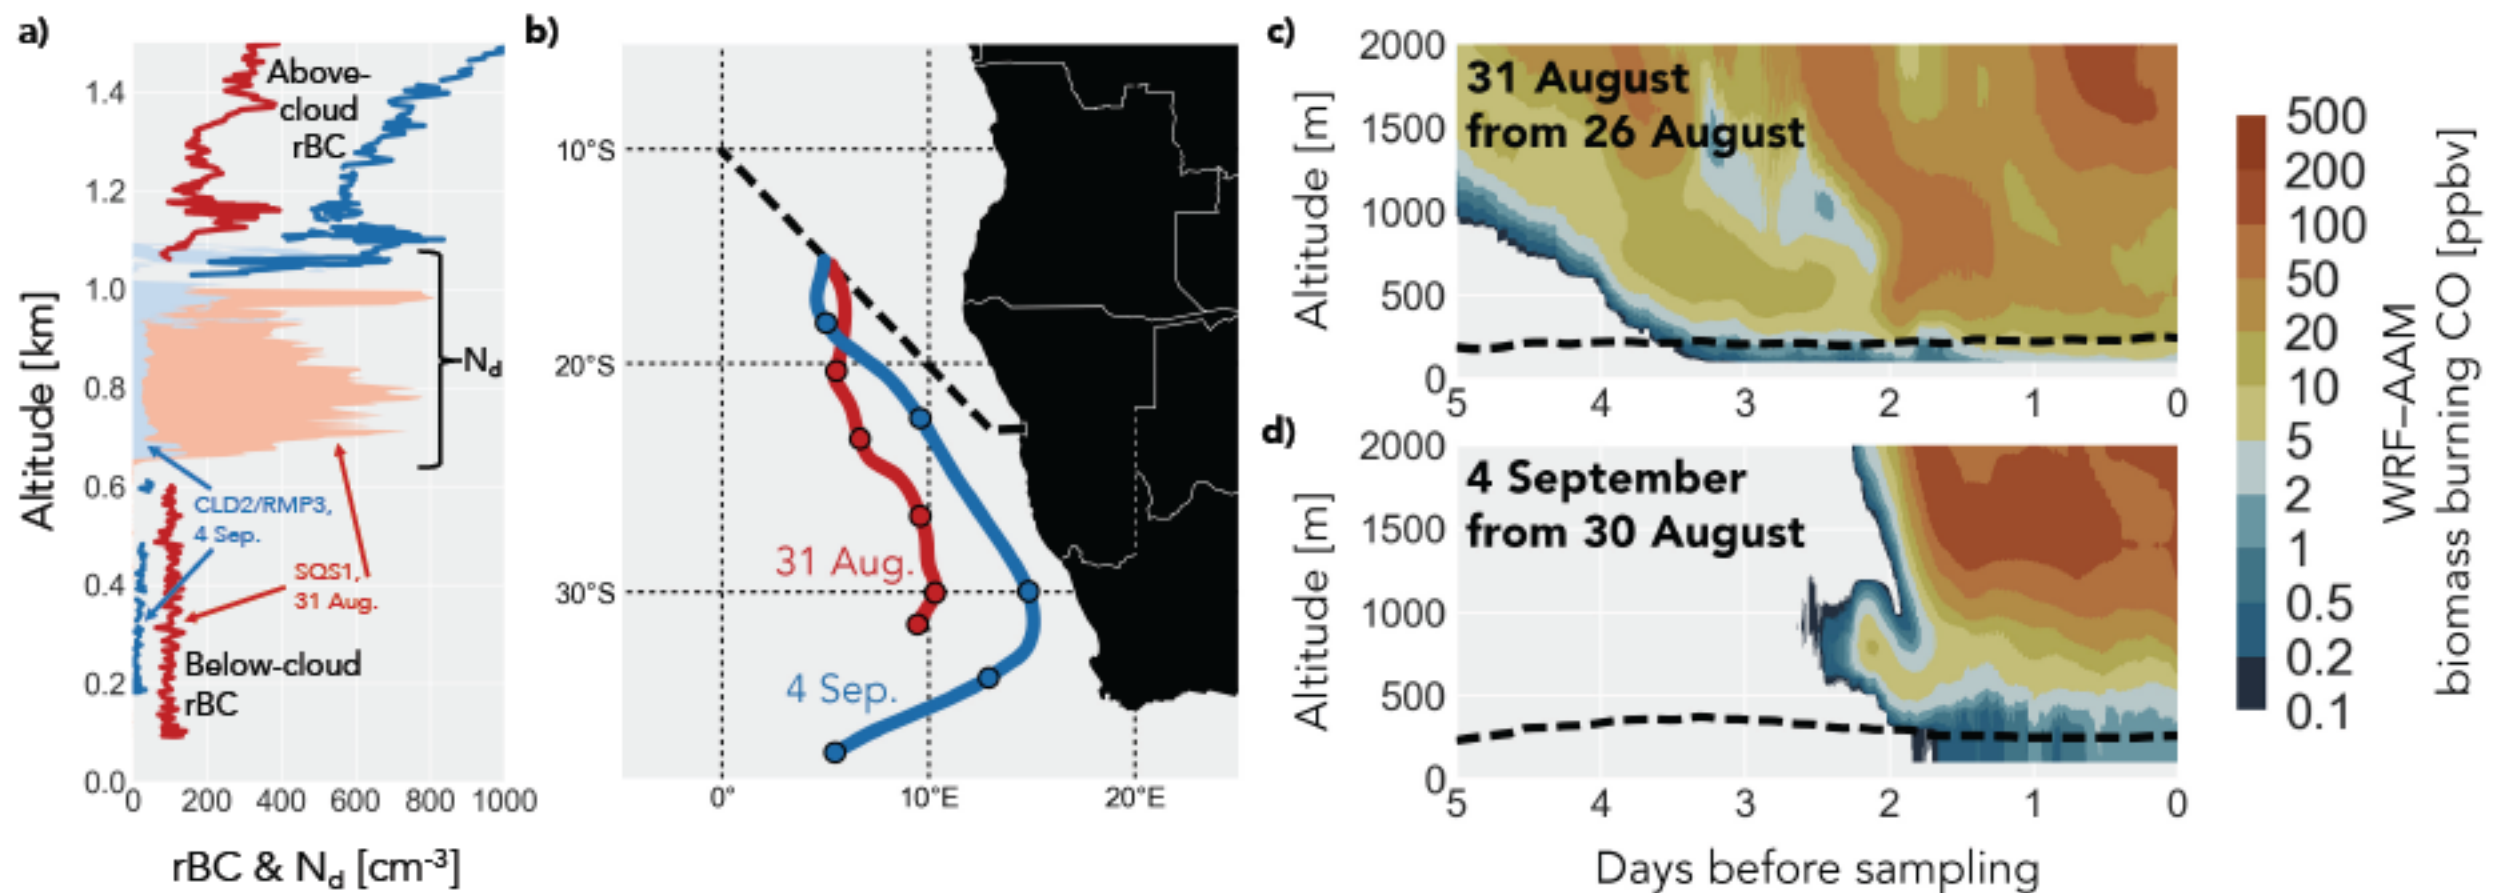 a)
Altitude [km]
1.4
1.2
1.0
0.8
0.6
0.4
0.2
0.0
0 200 400 600 800 1000
rBC & Nd [cm-3]
Above-
cloud
rBC
Nd
CLD2/RMP3,
4 Sep.
SQS1,
31 Aug.
Below-cloud
rBC
b)
10°S
20°S
30°S
0° 10°E 20°E
31 Aug.
4 Sep.
c)
Altitude [m]
2000
1500
1000
500
0
5 4 3 2 1 0
31 August
from 26 August
d)
Altitude [m]
2000
1500
1000
500
0
5 4 3 2 1 0
4 September
from 30 August
Days before sampling
500
200
100
50
20
10
5
2
1
0.5
0.2
0.1
WRF–AAM
biomass burning CO [ppbv]